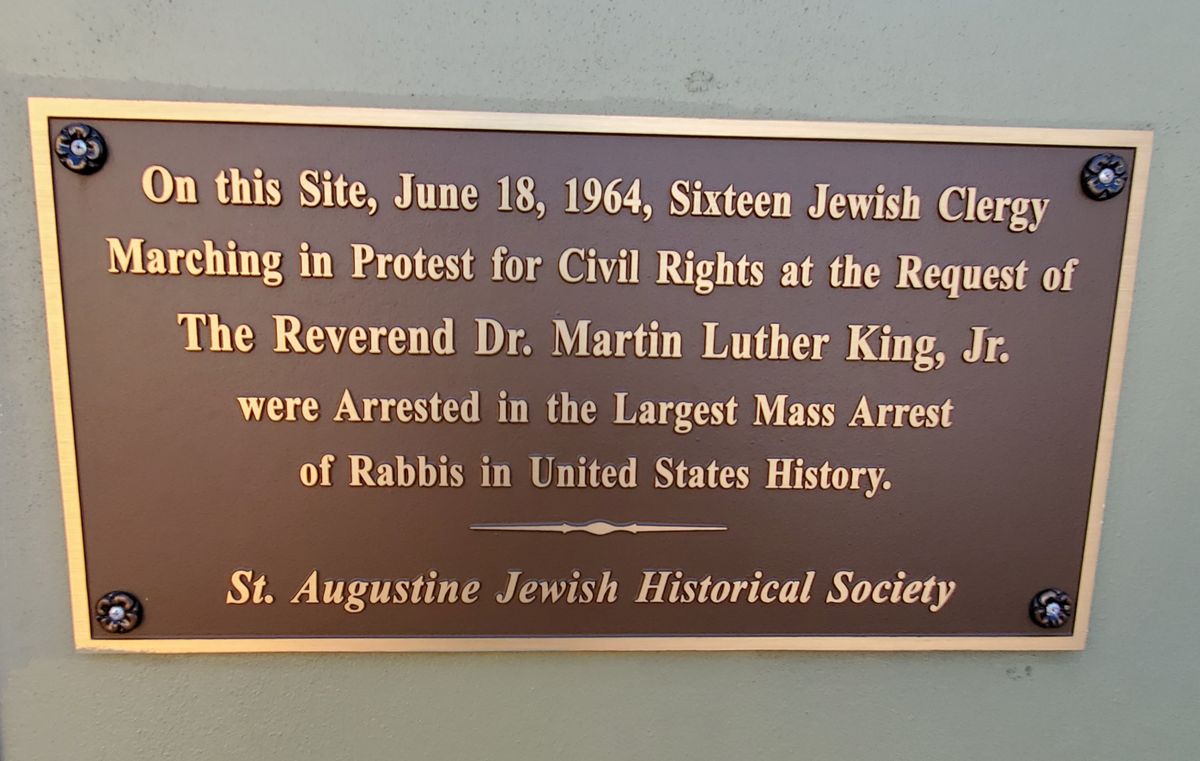 On this Site, June 18, 1964, Sixteen Jewish Clergy
Marching in Protest for Civil Rights at the Request of
The Reverend Dr. Martin Luther King, Jr.
were Arrested in the Largest Mass Arrest
of Rabbis in United States History.
St. Augustine Jewish Historical Society